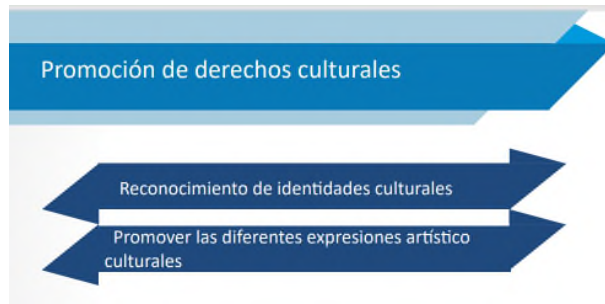 Promoción de derechos culturales
Reconocimiento de identidades culturales
Promover las diferentes expresiones artístico
culturales